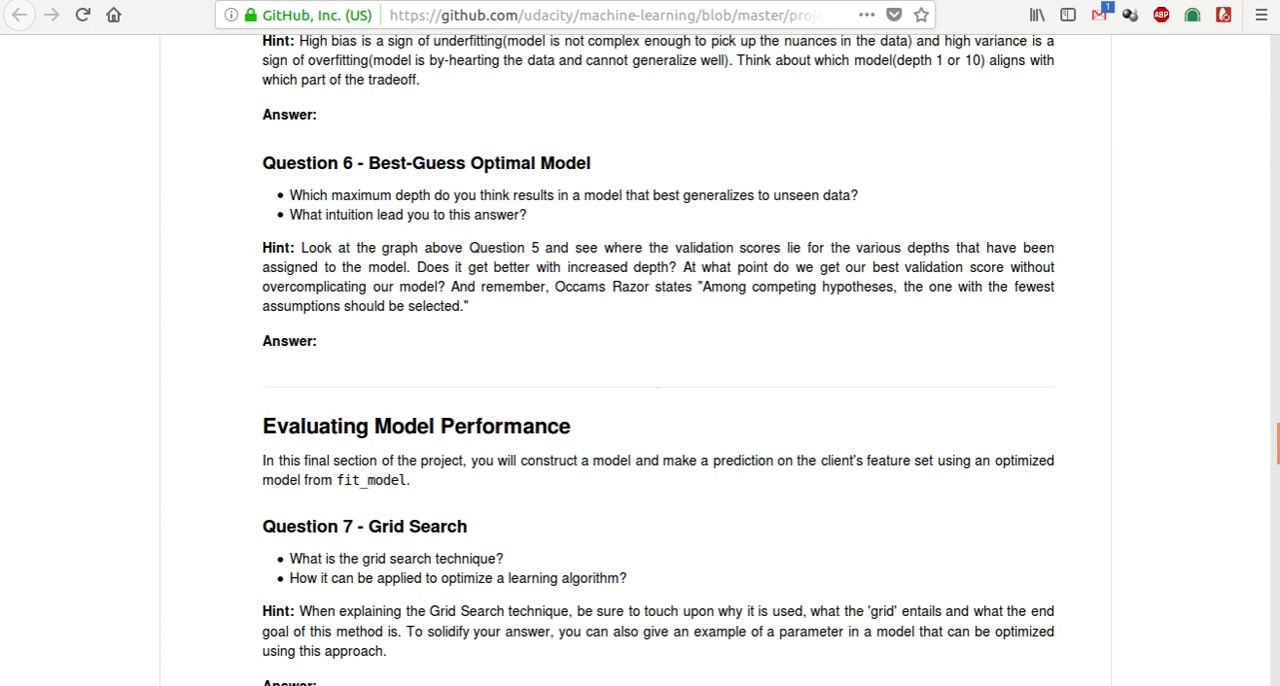 GitHub, Inc. (US) https://github.com/udacity/machine-learning/blob/master/proj
1
ABP
Hint: High bias is a sign of underfitting(model is not complex enough to pick up the nuances in the data) and high variance is a
sign of overfitting(model is by-hearting the data and cannot generalize well). Think about which model(depth 1 or 10) aligns with
which part of the tradeoff.
Answer:
Question 6 - Best-Guess Optimal Model
• Which maximum depth do you think results in a model that best generalizes to unseen data?
• What intuition lead you to this answer?
Hint: Look at the graph above Question 5 and see where the validation scores lie for the various depths that have been
assigned to the model. Does it get better with increased depth? At what point do we get our best validation score without
overcomplicating our model? And remember, Occams Razor states "Among competing hypotheses, the one with the fewest
assumptions should be selected."
Answer:
Evaluating Model Performance
In this final section of the project, you will construct a model and make a prediction on the client's feature set using an optimized
model from fit_model.
Question 7 - Grid Search
• What is the grid search technique?
• How it can be applied to optimize a learning algorithm?
Hint: When explaining the Grid Search technique, be sure to touch upon why it is used, what the 'grid' entails and what the end
goal of this method is. To solidify your answer, you can also give an example of a parameter in a model that can be optimized
using this approach.
Answer: